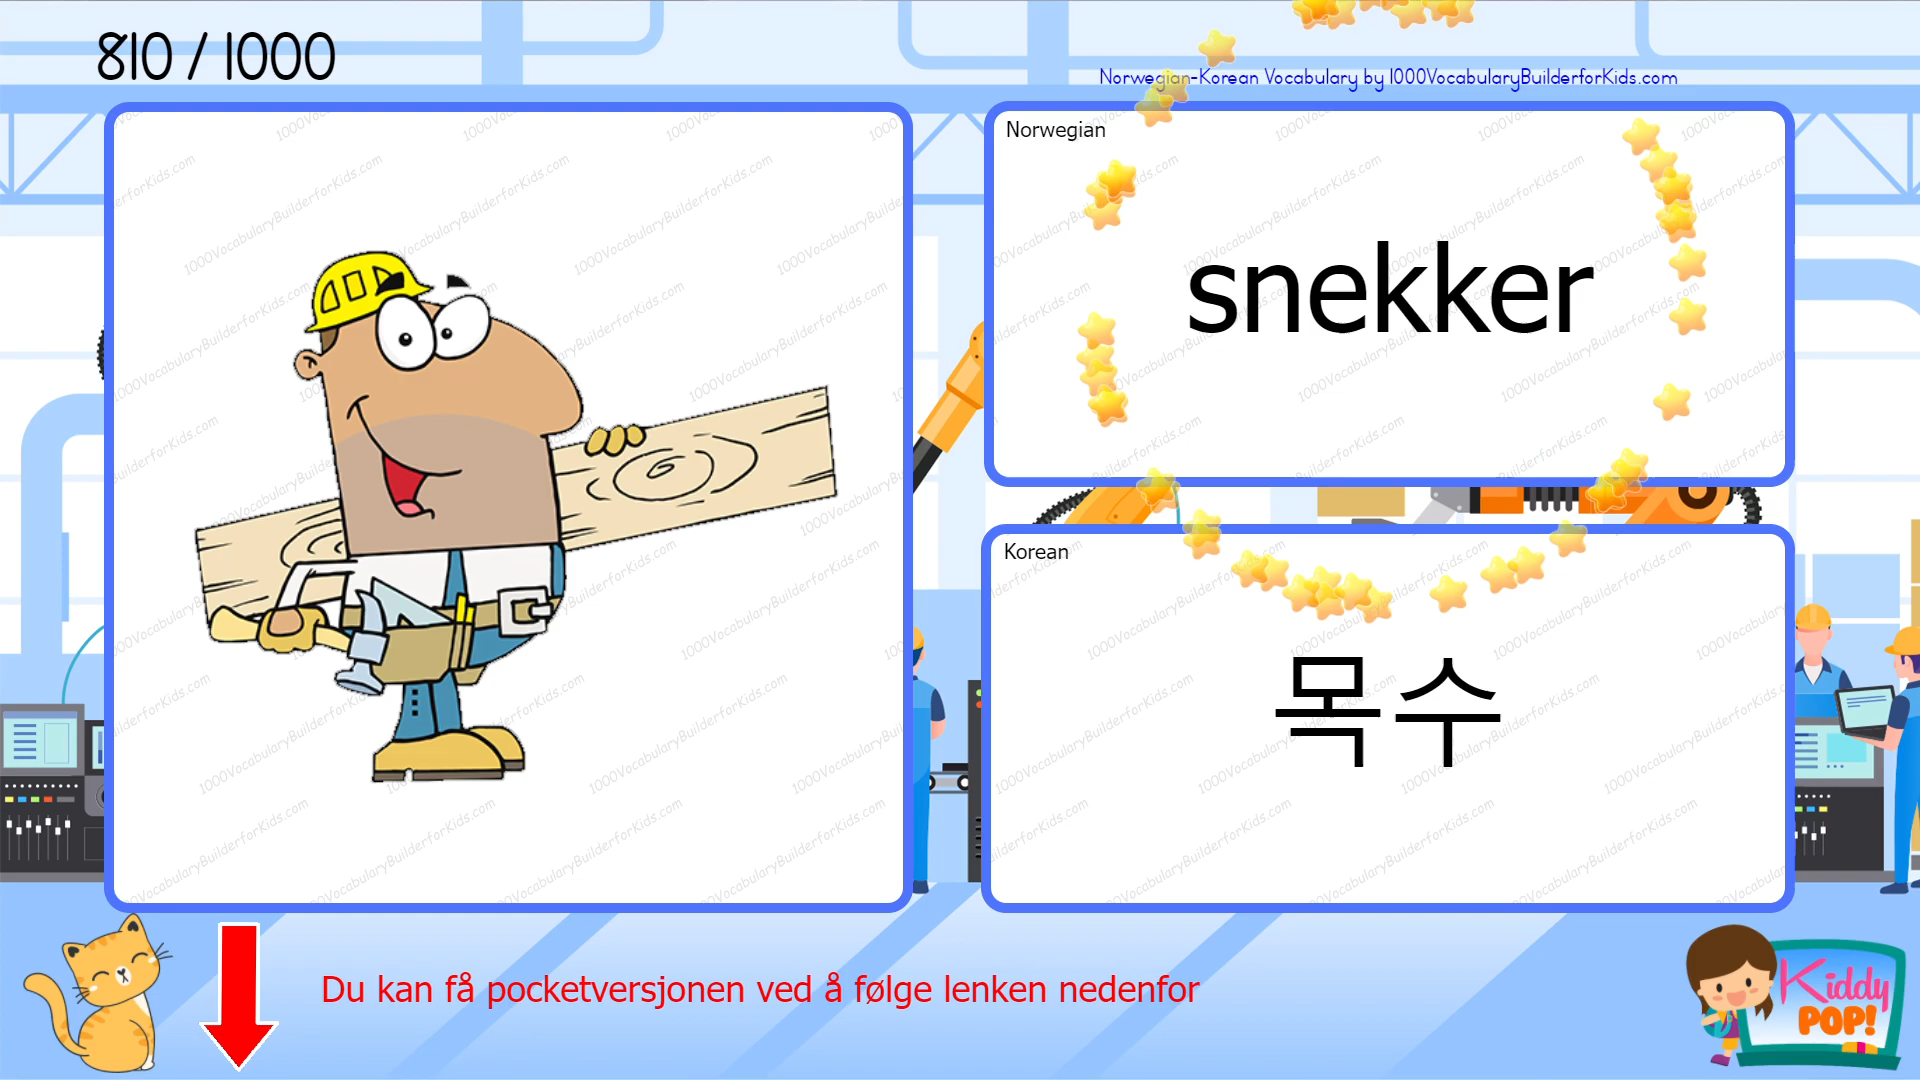 810 / 1000
Norwegian-Korean Vocabulary by 1000VocabularyBuilderforKids.com
Norwegian
snekker
Korean
목수
Du kan få pocketversjonen ved å følge lenken nedenfor
Kiddy
POP!